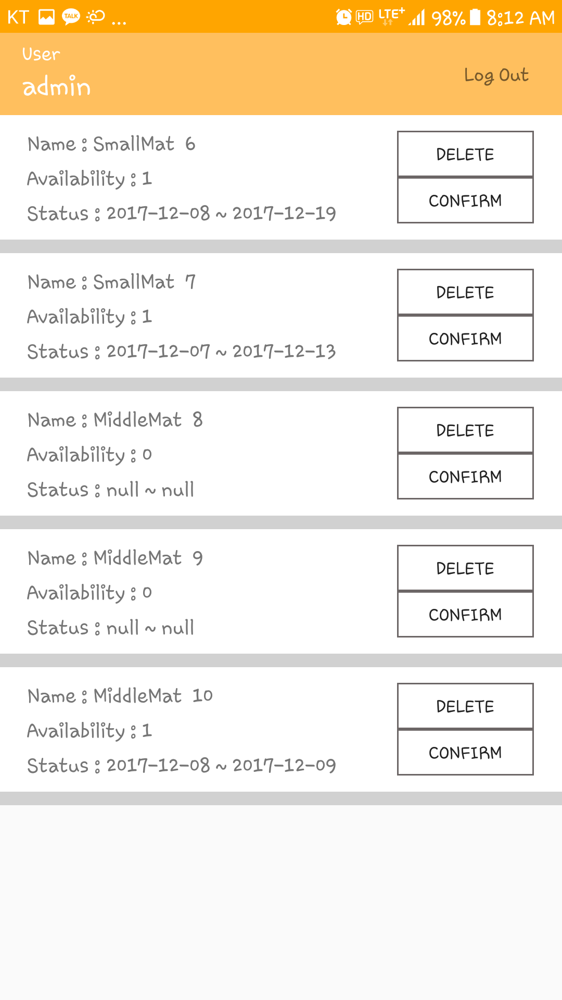 KT TALK ... HD LTE+ 98% 8:12 AM
User
admin
Log Out
Name : SmallMat 6
Availability : 1
Status : 2017-12-08 ~ 2017-12-19
DELETE
CONFIRM
Name : SmallMat 7
Availability : 1
Status : 2017-12-07 ~ 2017-12-13
DELETE
CONFIRM
Name : MiddleMat 8
Availability : 0
Status : null ~ null
DELETE
CONFIRM
Name : MiddleMat 9
Availability : 0
Status : null ~ null
DELETE
CONFIRM
Name : MiddleMat 10
Availability : 1
Status : 2017-12-08 ~ 2017-12-09
DELETE
CONFIRM